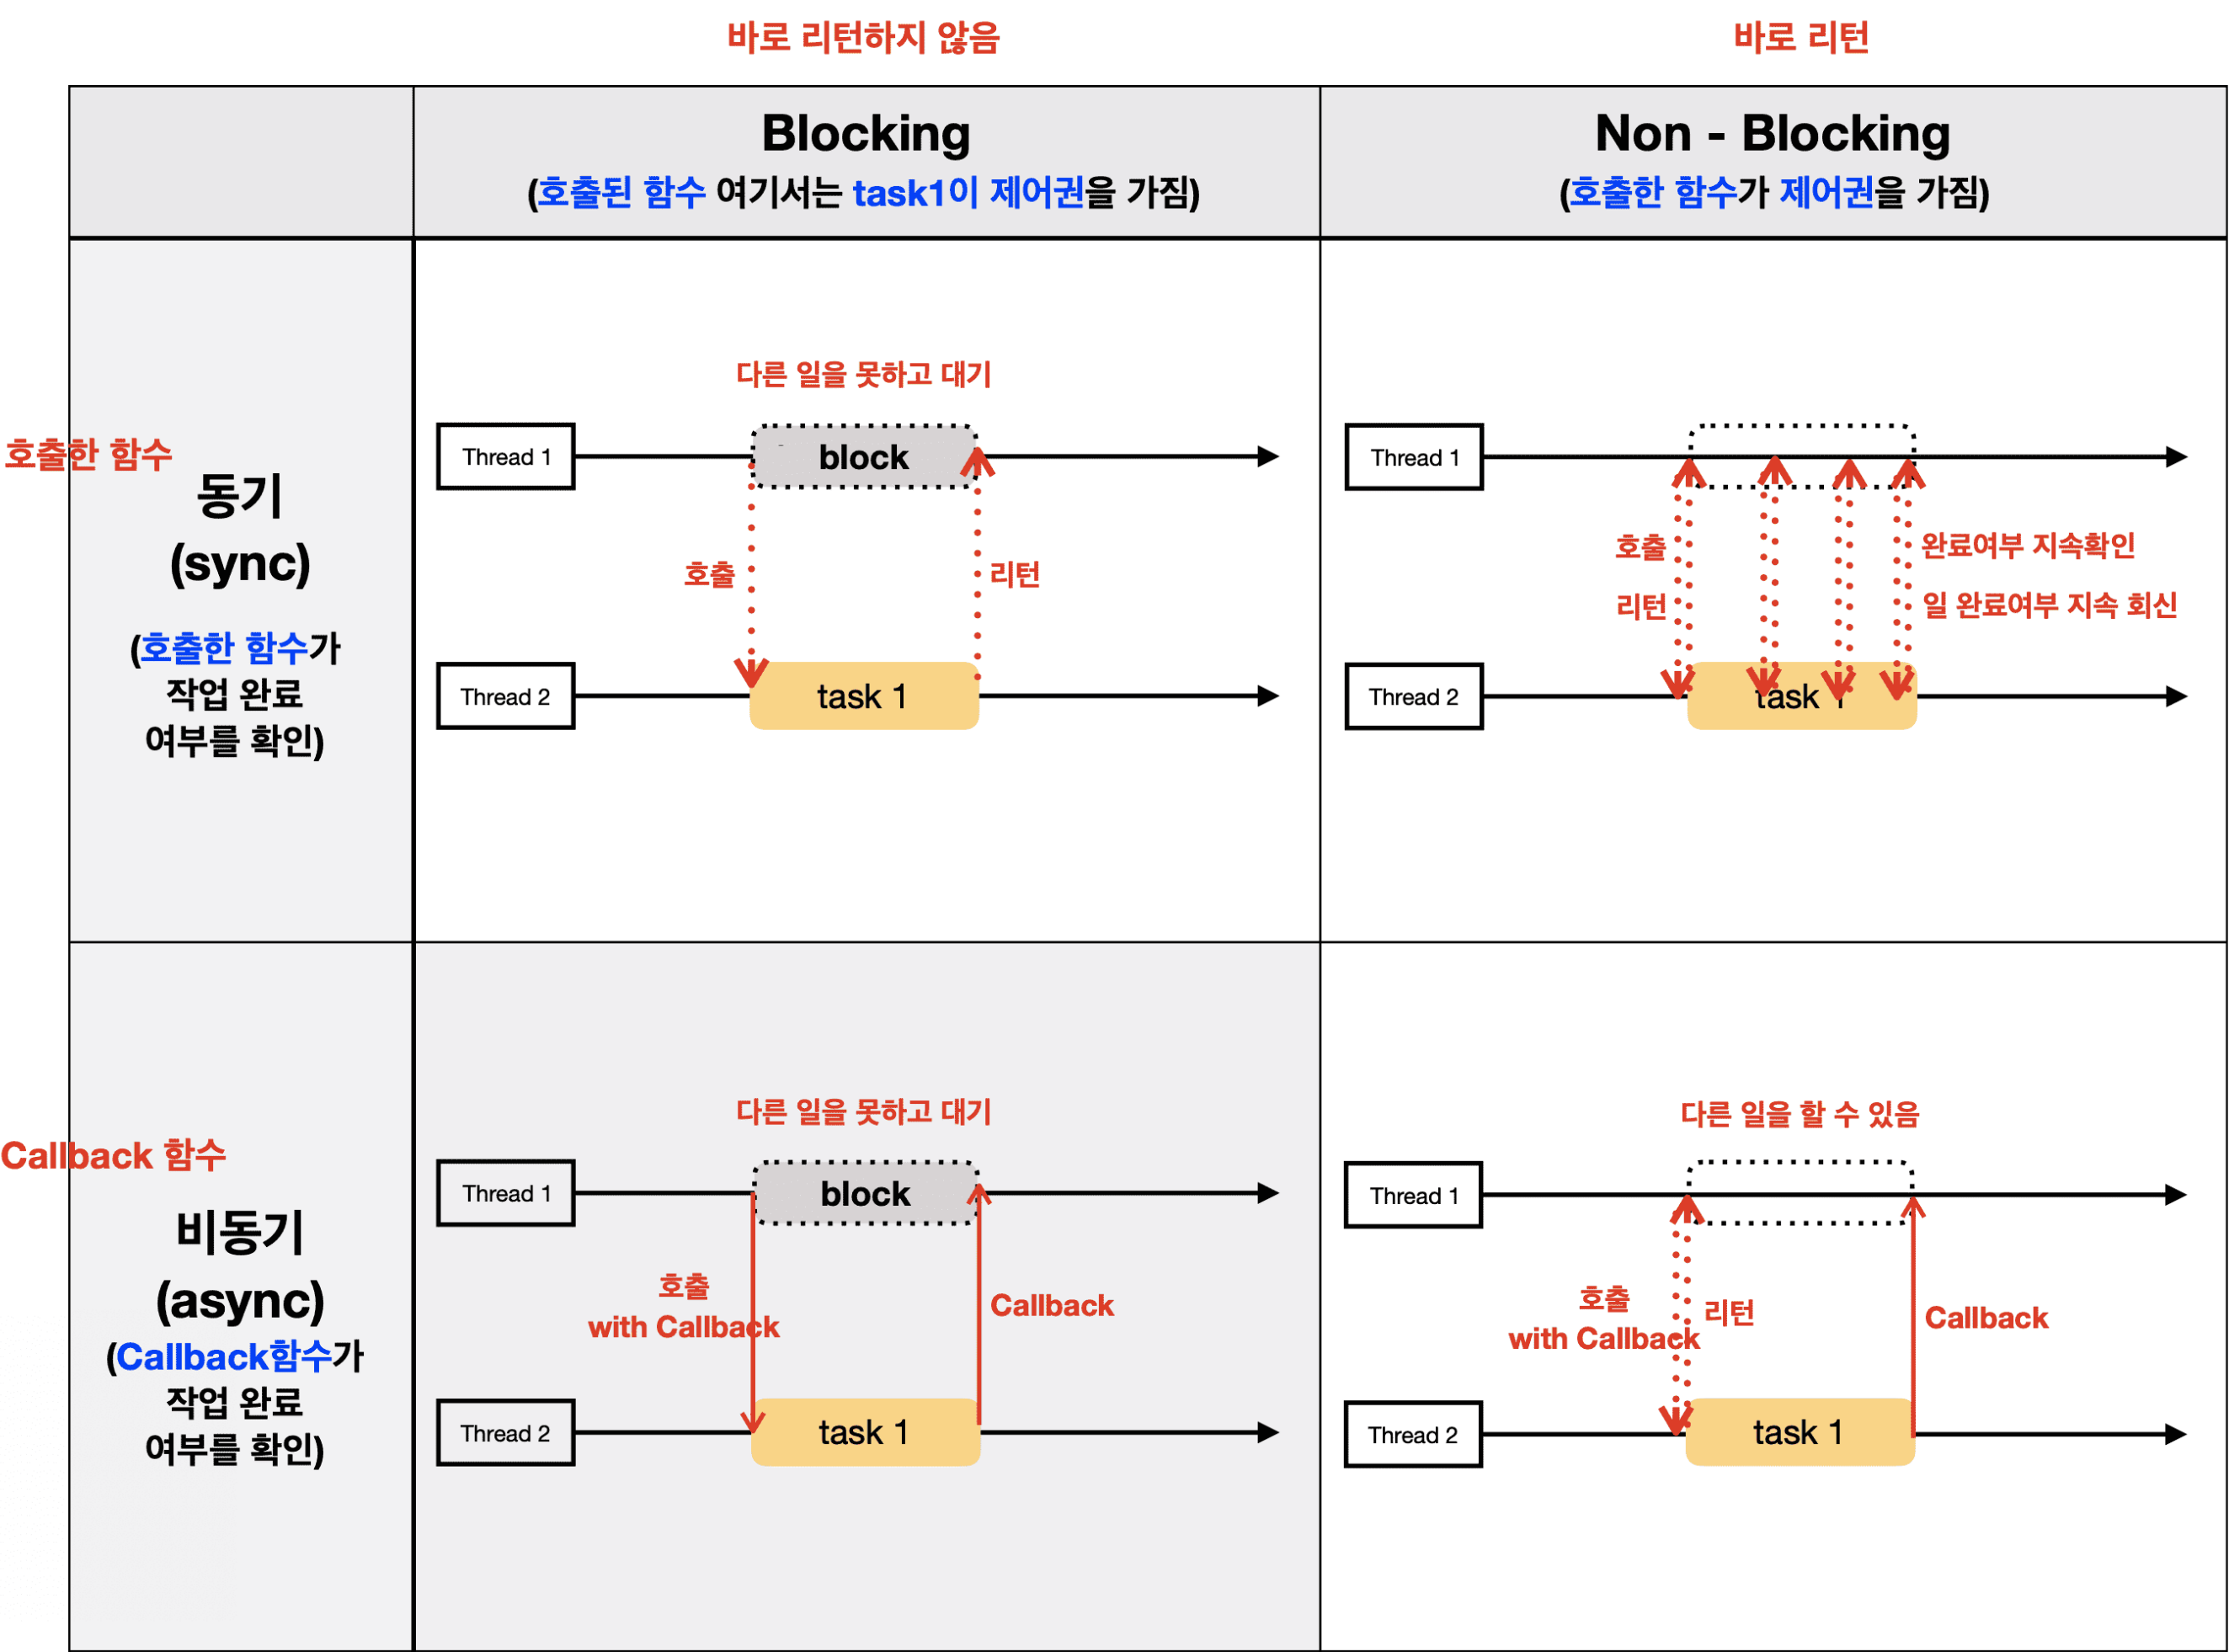 바로 리턴하지 않음
바로 리턴
Blocking
(호출된 함수 여기서는 task1이 제어권을 가짐)
Non - Blocking
(호출한 함수가 제어권을 가짐)
호출한 함수
동기
(sync)
(호출한 함수가
작업 완료
여부를 확인)
다른 일을 못하고 대기
Thread 1
block
호출
리턴
Thread 2
task 1
Thread 1
호출
리턴
완료여부 지속확인
일 완료여부 지속 회신
Thread 2
task 1
Callback 함수
비동기
(async)
(Callback함수가
작업 완료
여부를 확인)
다른 일을 못하고 대기
Thread 1
block
호출
with Callback
Callback
Thread 2
task 1
다른 일을 할 수 있음
Thread 1
호출
with Callback
리턴
Callback
Thread 2
task 1